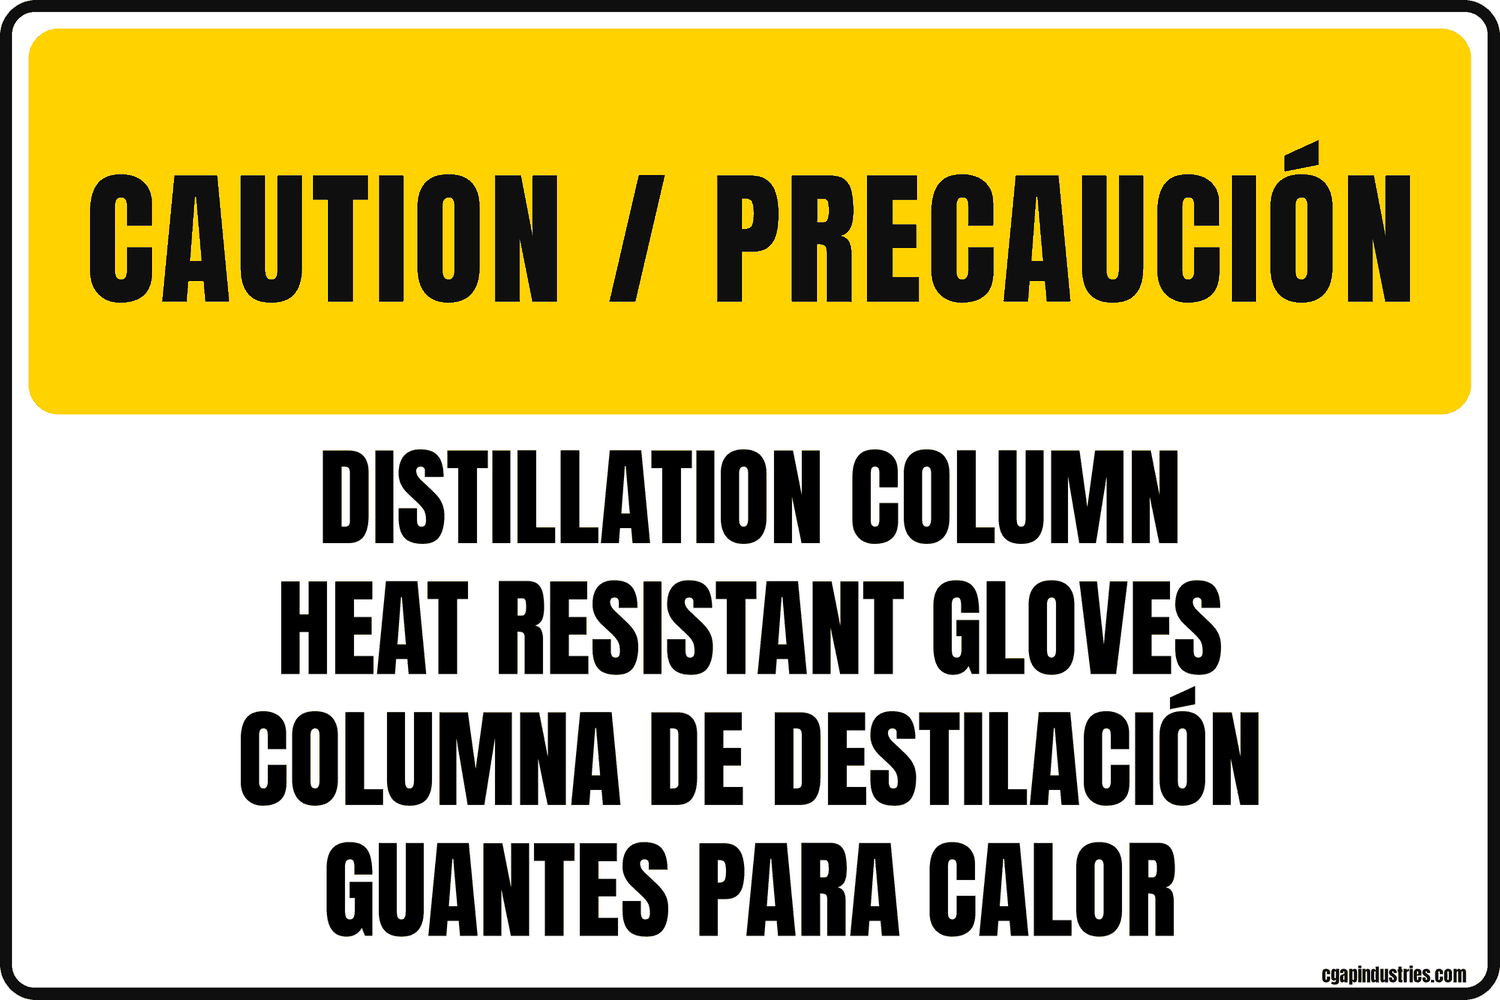 CAUTION / PRECAUCIÓN
DISTILLATION COLUMN
HEAT RESISTANT GLOVES
COLUMNA DE DESTILACIÓN
GUANTES PARA CALOR
cgapindustries.com